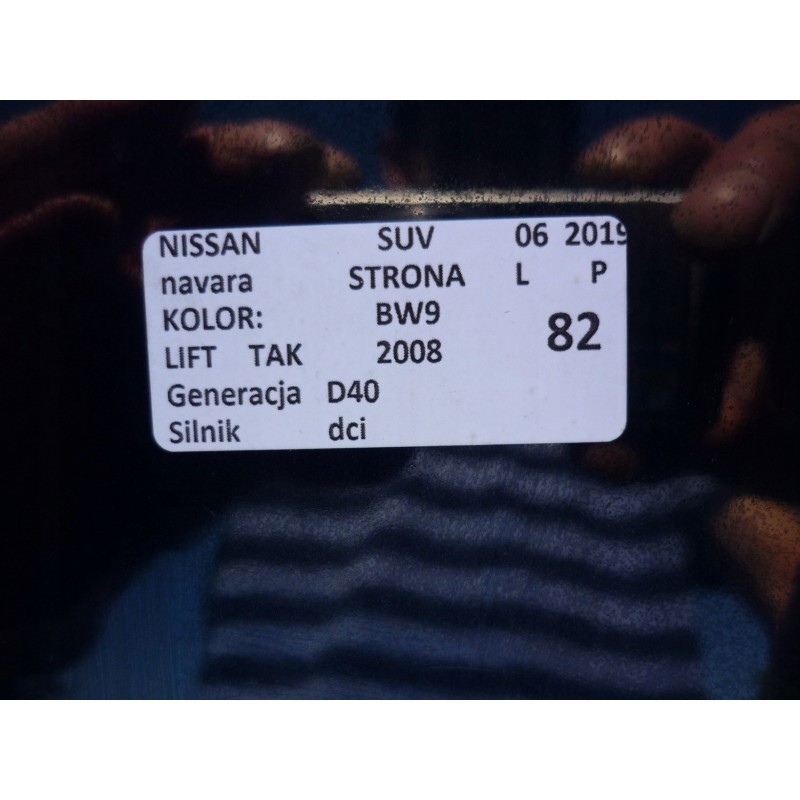 NISSAN SUV 06 2019
navara STRONA L P
KOLOR: BW9 82
LIFT TAK 2008
Generacja D40
Silnik dci